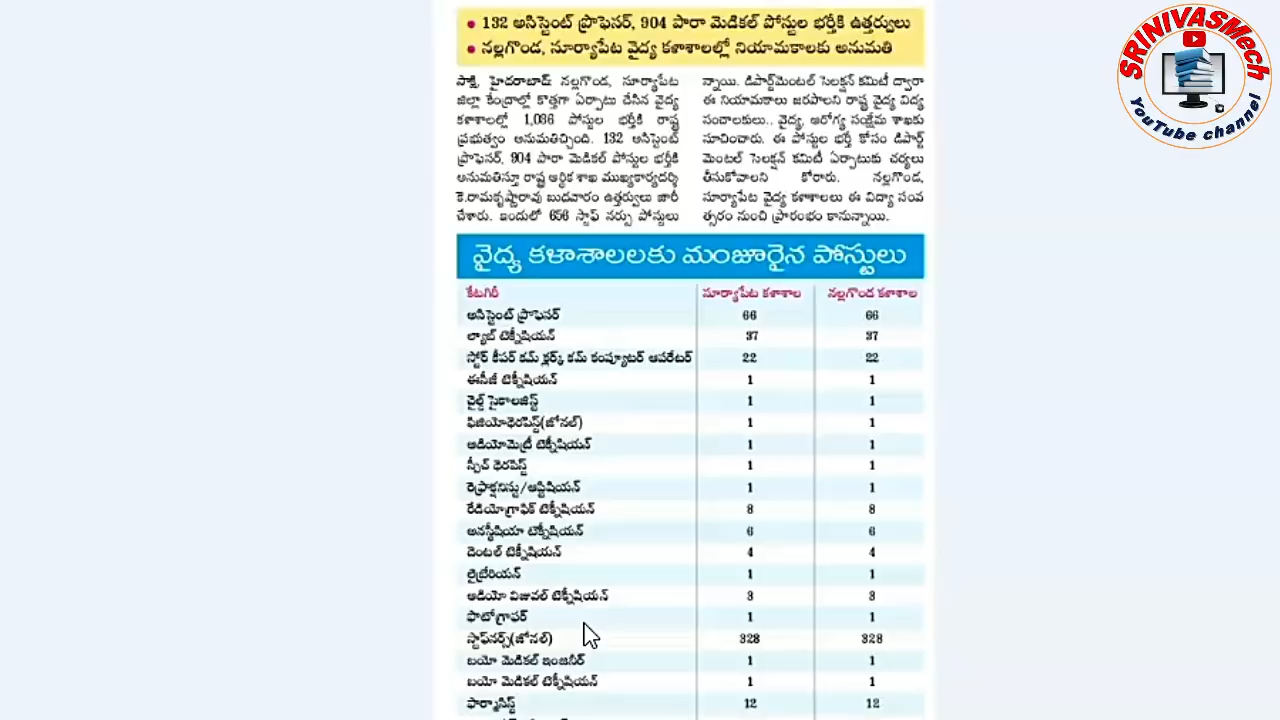 • 132 అసిస్టెంట్ ప్రొఫెసర్, 904 పారా మెడికల్ పోస్టుల భర్తీకి ఉత్తర్వులు
• నల్లగొండ, సూర్యాపేట వైద్య కళాశాలల్లో నియామకాలకు అనుమతి
సాక్షి, హైదరాబాద్: నల్లగొండ, సూర్యాపేట
జిల్లా కేంద్రాల్లో కొత్తగా ఏర్పాటు చేసిన వైద్య
కళాశాలల్లో 1,036 పోస్టుల భర్తీకి రాష్ట్ర
ప్రభుత్వం అనుమతిచ్చింది. 132 అసిస్టెంట్
ప్రొఫెసర్, 904 పారా మెడికల్ పోస్టుల భర్తీకి
అనుమతిస్తూ రాష్ట్ర ఆర్థిక శాఖ ముఖ్యకార్యదర్శి
కె.రామకృష్ణారావు బుధవారం ఉత్తర్వులు జారీ
చేశారు. ఇందులో 656 స్టాఫ్ నర్సు పోస్టులు
న్నాయి. డిపార్ట్‌మెంటల్ సెలక్షన్ కమిటీ ద్వారా
ఈ నియామకాలు జరపాలని రాష్ట్ర వైద్య విద్య
సంచాలకులు.. వైద్య, ఆరోగ్య సంక్షేమ శాఖకు
సూచించారు. ఈ పోస్టుల భర్తీ కోసం డిపార్ట్
మెంటల్ సెలక్షన్ కమిటీ ఏర్పాటుకు చర్యలు
తీసుకోవాలని కోరారు. నల్లగొండ,
సూర్యాపేట వైద్య కళాశాలలు ఈ విద్యా సంవ
త్సరం నుంచి ప్రారంభం కానున్నాయి.
వైద్య కళాశాలలకు మంజూరైన పోస్టులు
కేటగిరీ సూర్యాపేట కళాశాల నల్లగొండ కళాశాల
అసిస్టెంట్ ప్రొఫెసర్ 66 66
ల్యాబ్ టెక్నీషియన్ 37 37
స్టోర్ కీపర్ కమ్ క్లర్క్ కమ్ కంప్యూటర్ ఆపరేటర్ 22 22
ఈసీజీ టెక్నీషియన్ 1 1
చైల్డ్ సైకాలజిస్ట్ 1 1
ఫిజియోథెరపిస్ట్(జోనల్) 1 1
ఆడియోమెట్రీ టెక్నీషియన్ 1 1
స్పీచ్ థెరపిస్ట్ 1 1
రెఫ్రాక్షనిస్టు/ఆప్టిషియన్ 1 1
రేడియోగ్రాఫిక్ టెక్నీషియన్ 8 8
అనస్థీషియా టెక్నీషియన్ 6 6
డెంటల్ టెక్నీషియన్ 4 4
లైబ్రేరియన్ 1 1
ఆడియో విజువల్ టెక్నీషియన్ 3 3
ఫొటోగ్రాఫర్ 1 1
స్టాఫ్‌నర్స్(జోనల్) 328 328
బయో మెడికల్ ఇంజనీర్ 1 1
బయో మెడికల్ టెక్నీషియన్ 1 1
ఫార్మాసిస్ట్ 12 12
SRINIVASMech
YouTube channel